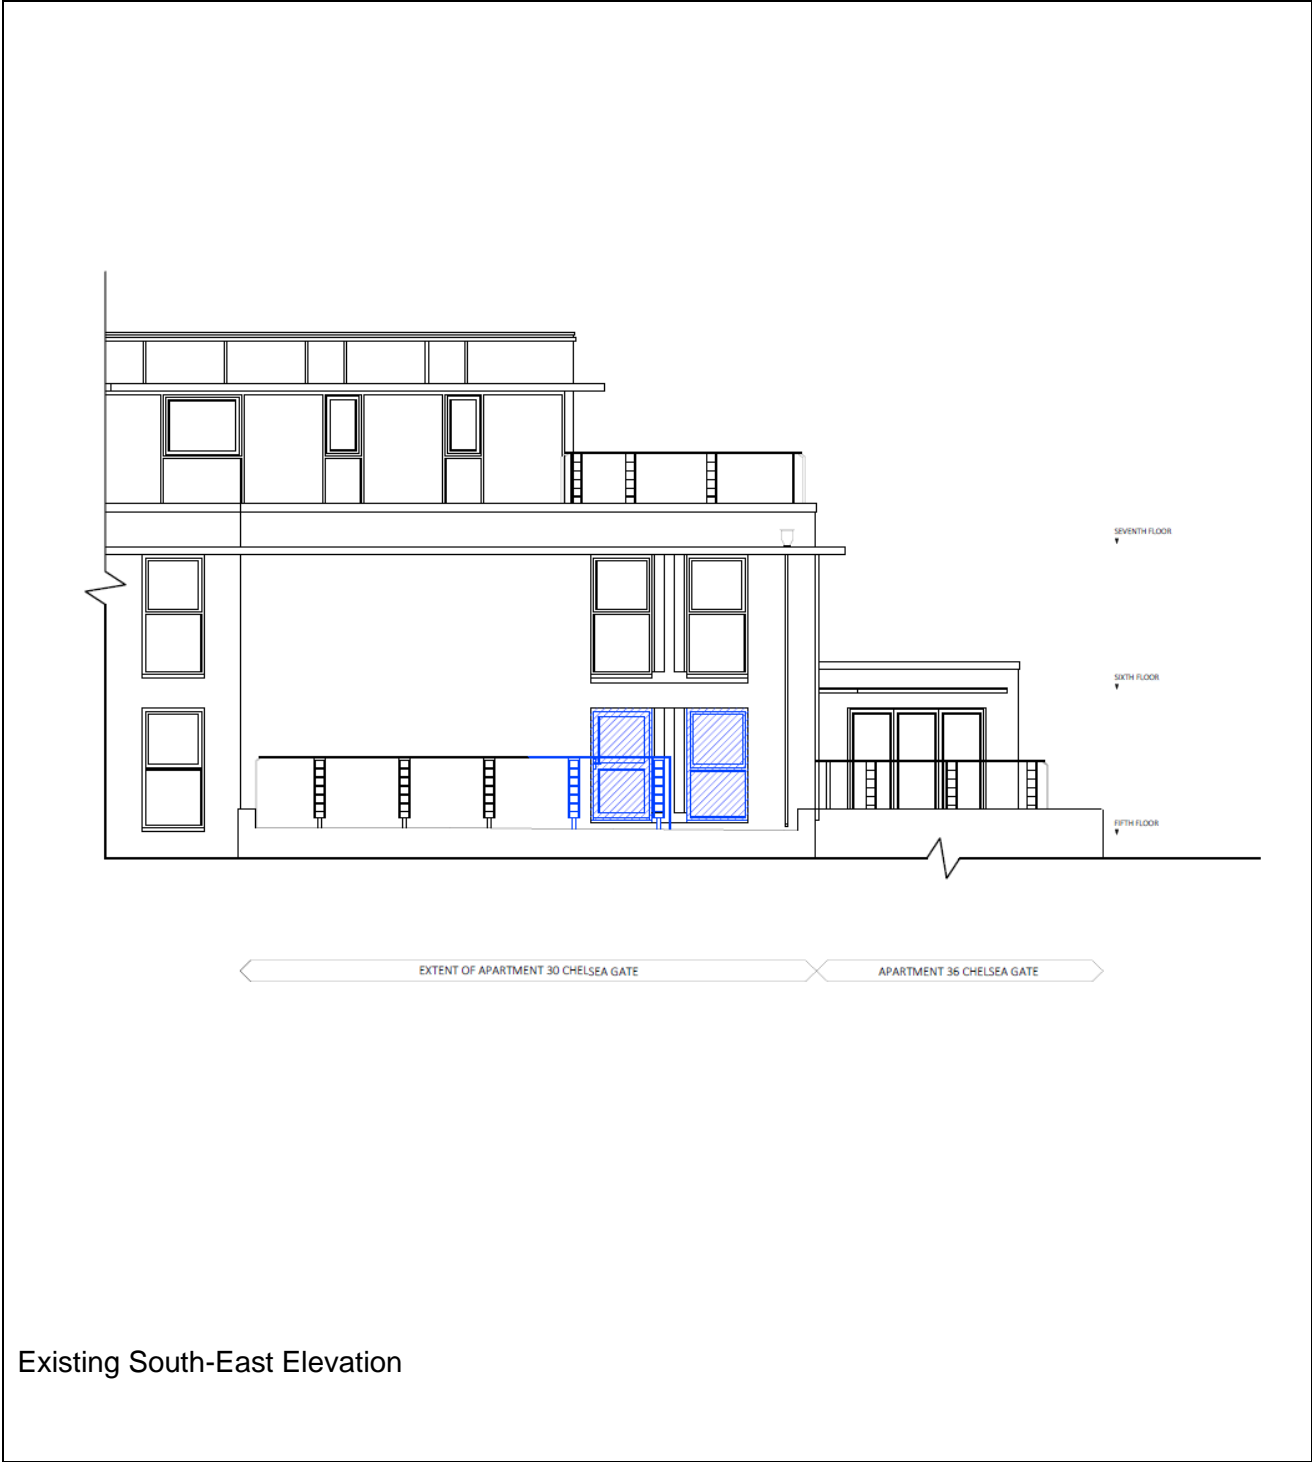 SEVENTH FLOOR
SIXTH FLOOR
FIFTH FLOOR
EXTENT OF APARTMENT 30 CHELSEA GATE
APARTMENT 36 CHELSEA GATE
Existing South-East Elevation